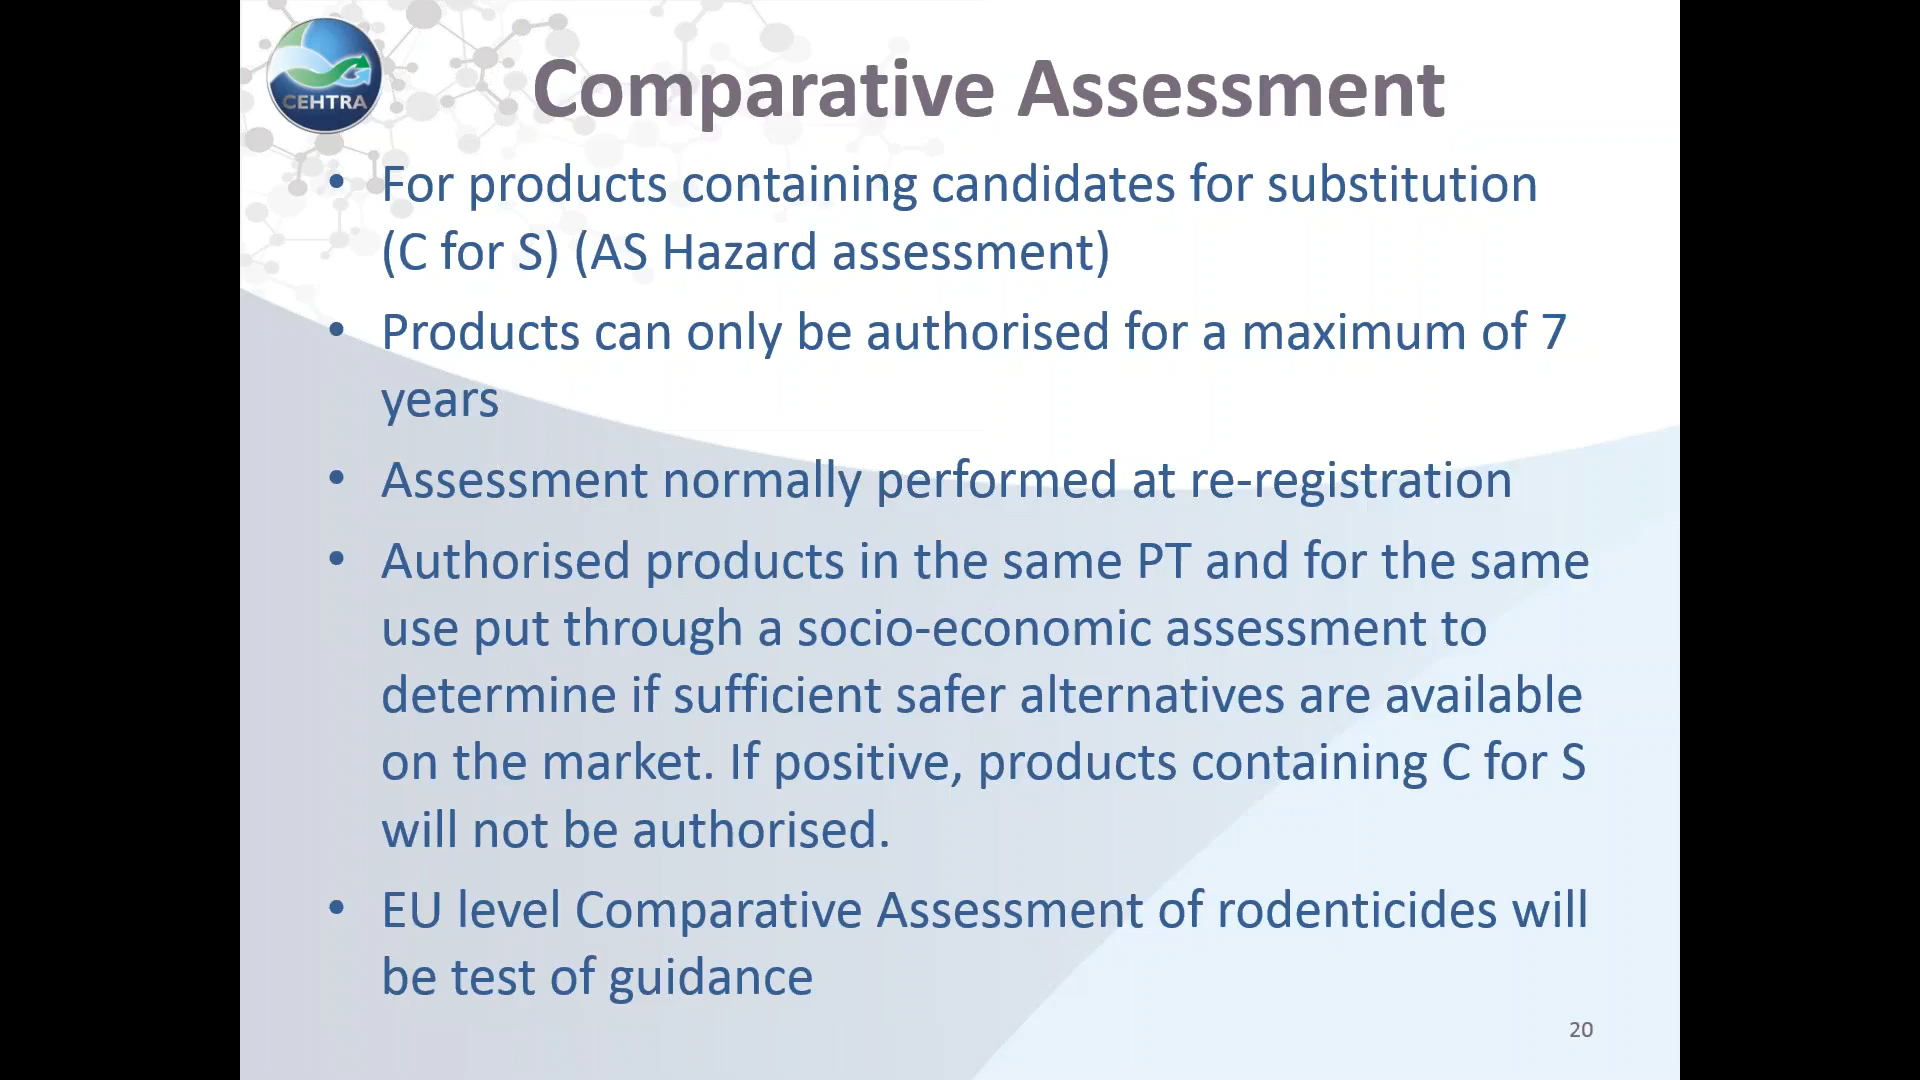 CEHTRA
Comparative Assessment
• For products containing candidates for substitution
(C for S) (AS Hazard assessment)
• Products can only be authorised for a maximum of 7
years
• Assessment normally performed at re-registration
• Authorised products in the same PT and for the same
use put through a socio-economic assessment to
determine if sufficient safer alternatives are available
on the market. If positive, products containing C for S
will not be authorised.
• EU level Comparative Assessment of rodenticides will
be test of guidance
20